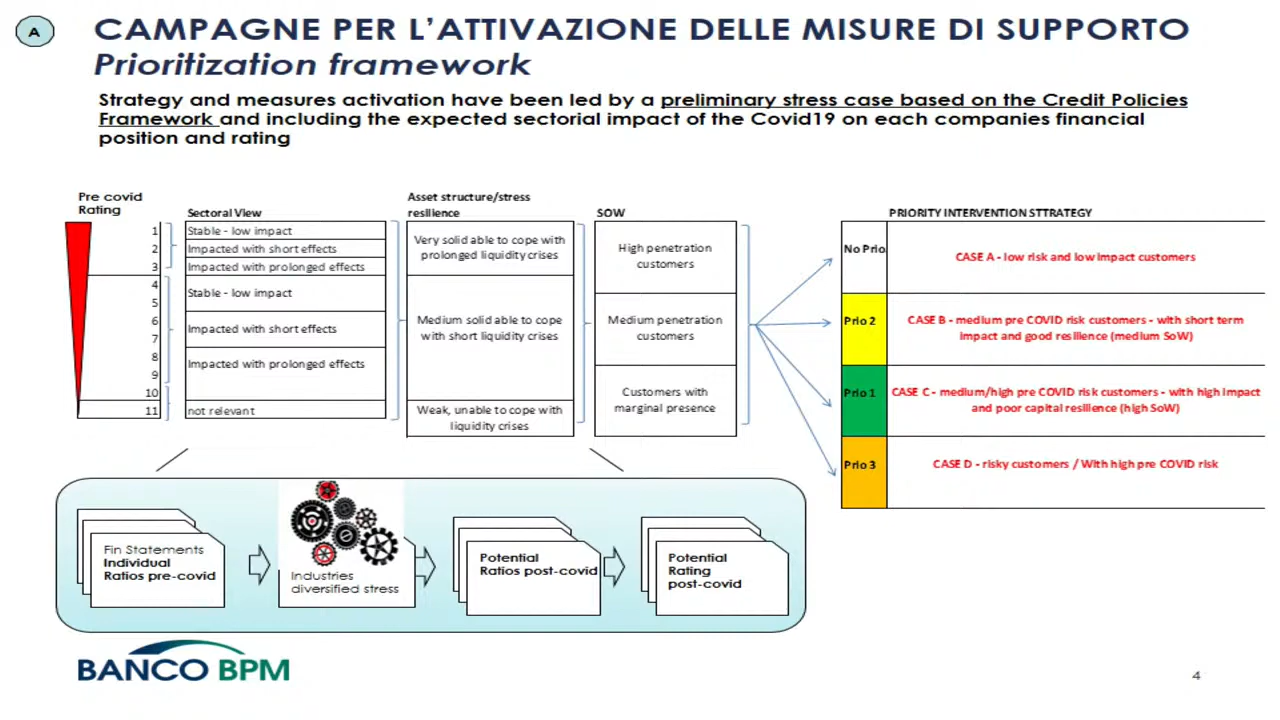 A
CAMPAGNE PER L'ATTIVAZIONE DELLE MISURE DI SUPPORTO
Prioritization framework
Strategy and measures activation have been led by a preliminary stress case based on the Credit Policies
Framework and including the expected sectorial impact of the Covid19 on each companies financial
position and rating
Pre covid
Rating
1
2
3
4
5
6
7
8
9
10
11
Sectoral View
Stable - low impact
Impacted with short effects
Impacted with prolonged effects
Stable - low impact
Impacted with short effects
Impacted with prolonged effects
not relevant
Asset structure/stress
resilience
Very solid able to cope with
prolonged liquidity crises
Medium solid able to cope
with short liquidity crises
Weak, unable to cope with
liquidity crises
SOW
High penetration
customers
Medium penetration
customers
Customers with
marginal presence
PRIORITY INTERVENTION STTRATEGY
No Prio
CASE A - low risk and low impact customers
Prio 2
CASE B - medium pre COVID risk customers - with short term
impact and good resilience (medium SoW)
Prio 1
CASE C - medium/high pre COVID risk customers - with high impact
and poor capital resilience (high SoW)
Prio 3
CASE D - risky customers / With high pre COVID risk
Fin Statements
Individual
Ratios pre-covid
Industries
diversified stress
Potential
Ratios post-covid
Potential
Rating
post-covid
BANCO BPM
4